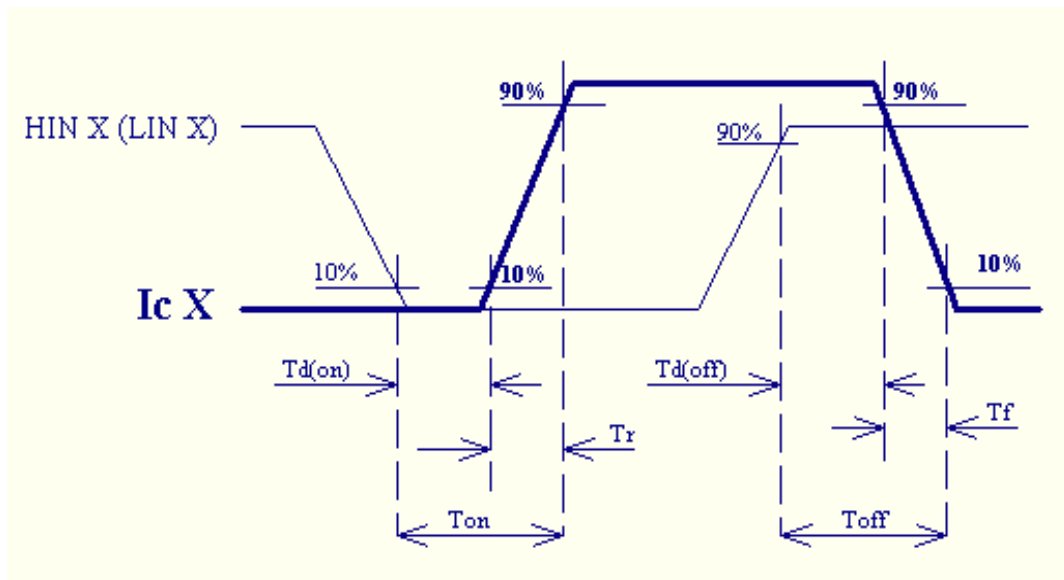 90%
90%
HIN X (LIN X)
90%
10%
10%
10%
Ic X
Td(on)
Td(off)
Tf
Tr
Ton
Toff